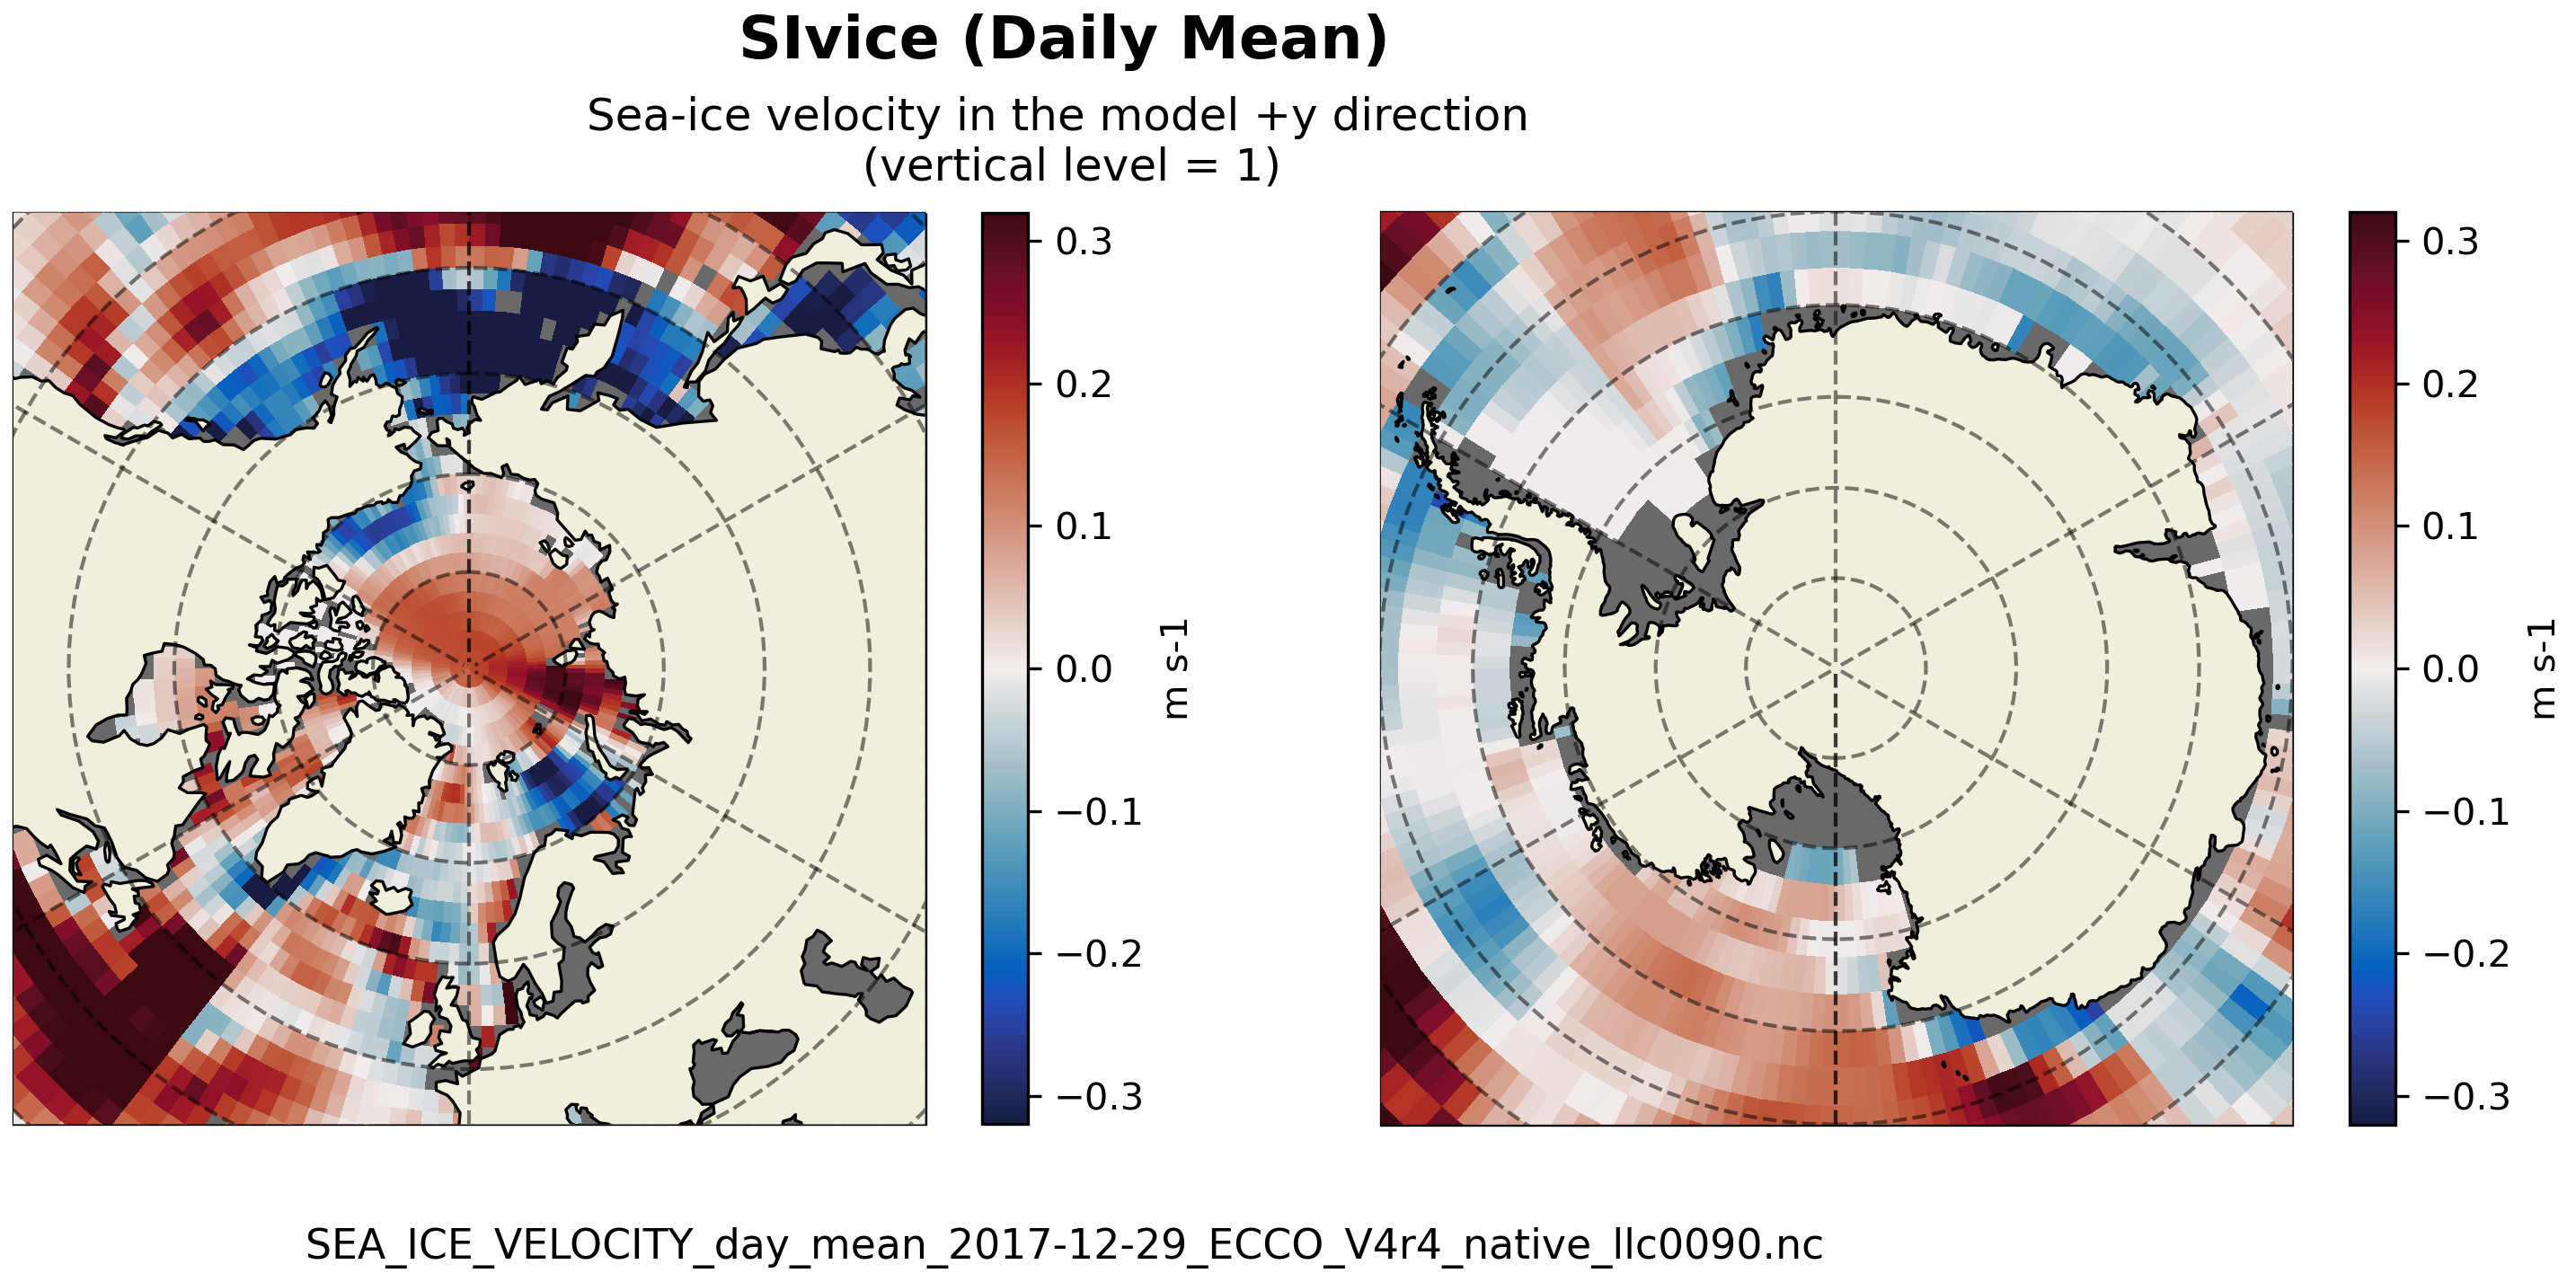 SIvice (Daily Mean)
Sea-ice velocity in the model +y direction
(vertical level = 1)
0.3
0.2
0.1
0.0
−0.1
−0.2
−0.3
m s-1
0.3
0.2
0.1
0.0
−0.1
−0.2
−0.3
m s-1
SEA_ICE_VELOCITY_day_mean_2017-12-29_ECCO_V4r4_native_llc0090.nc